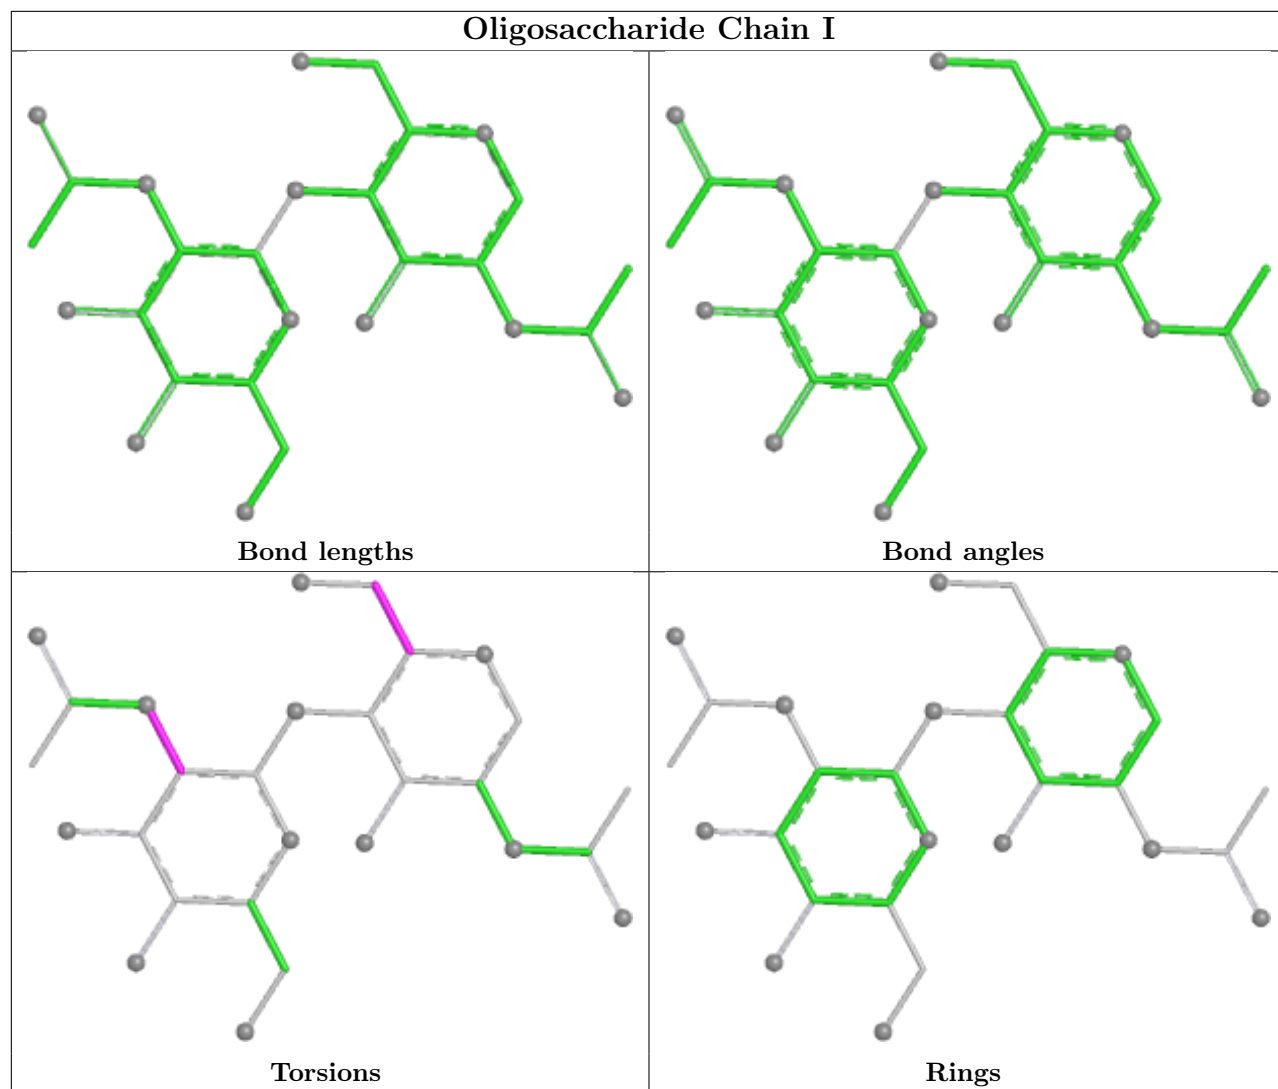 Oligosaccharide Chain I
Bond lengths
Bond angles
Torsions
Rings